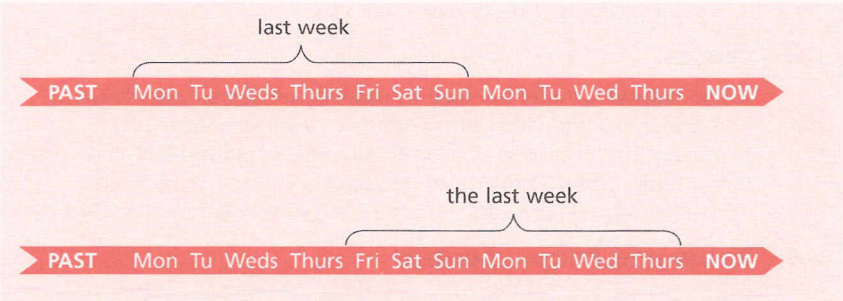 last week
PAST Mon Tu Weds Thurs Fri Sat Sun Mon Tu Wed Thurs NOW
the last week
PAST Mon Tu Weds Thurs Fri Sat Sun Mon Tu Wed Thurs NOW